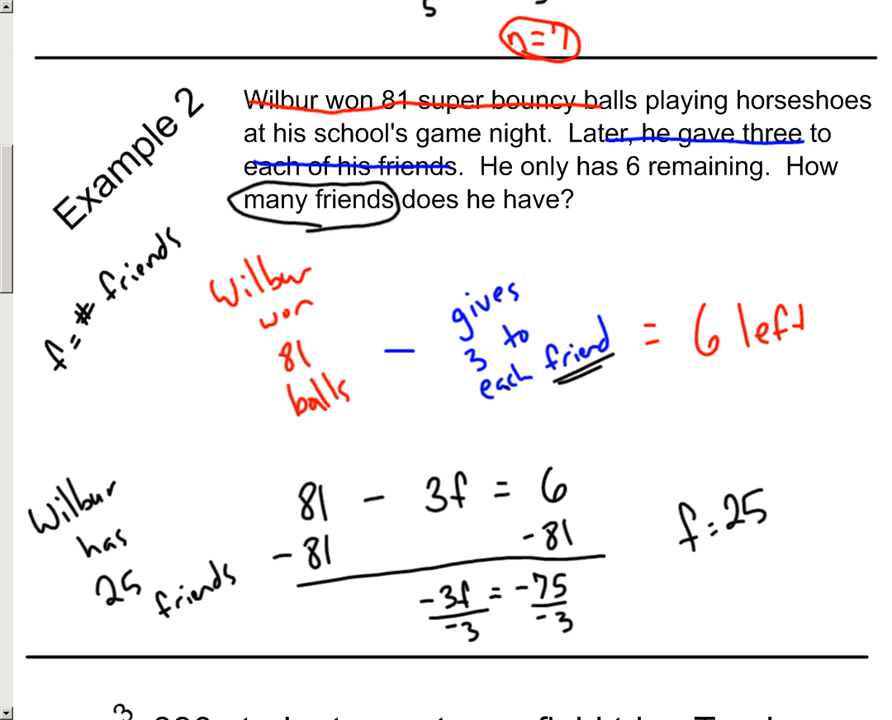 n=7
Example 2
Wilbur won 81 super bouncy balls playing horseshoes
at his school's game night. Later, he gave three to
each of his friends. He only has 6 remaining. How
many friends does he have?
f = # friends
Wilbur
won
81
balls
−
gives
3 to
each friend
= 6 left
81 − 3f = 6
−81 −81
−3f = −75
−3 −3
f = 25
Wilbur
has
25 friends